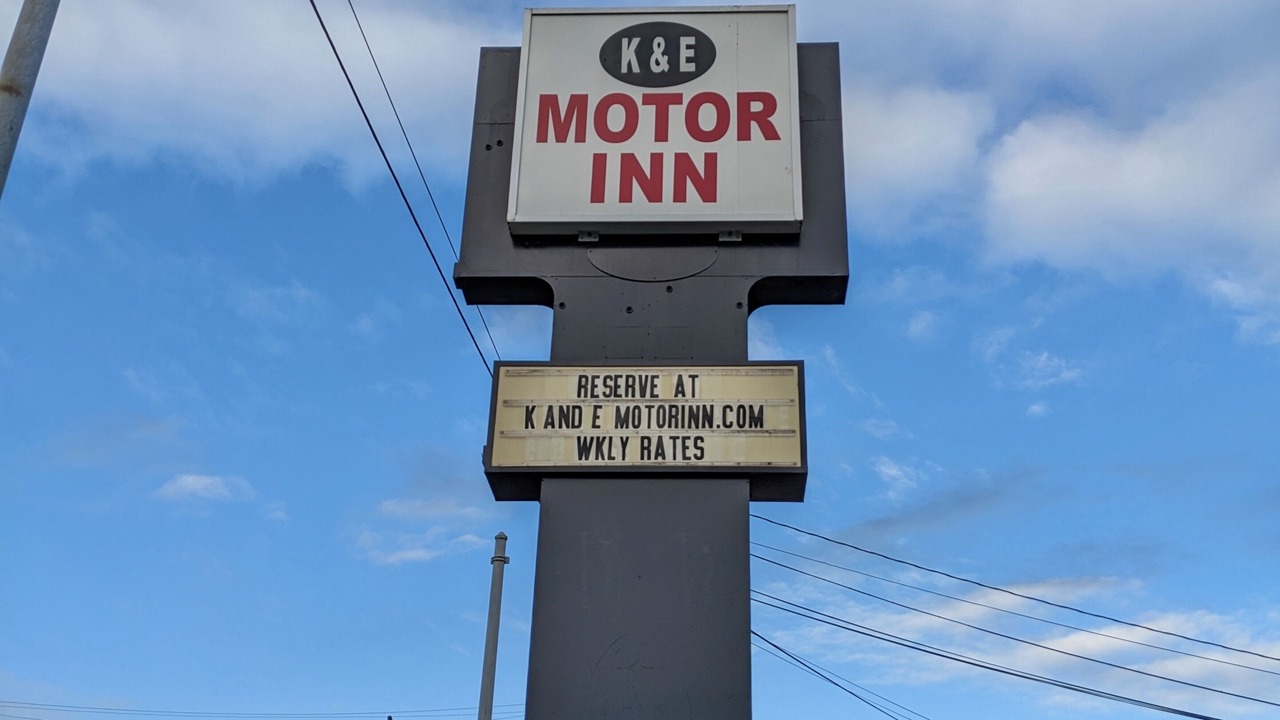 K & E
MOTOR
INN
RESERVE AT
K AND E MOTORINN.COM
WKLY RATES